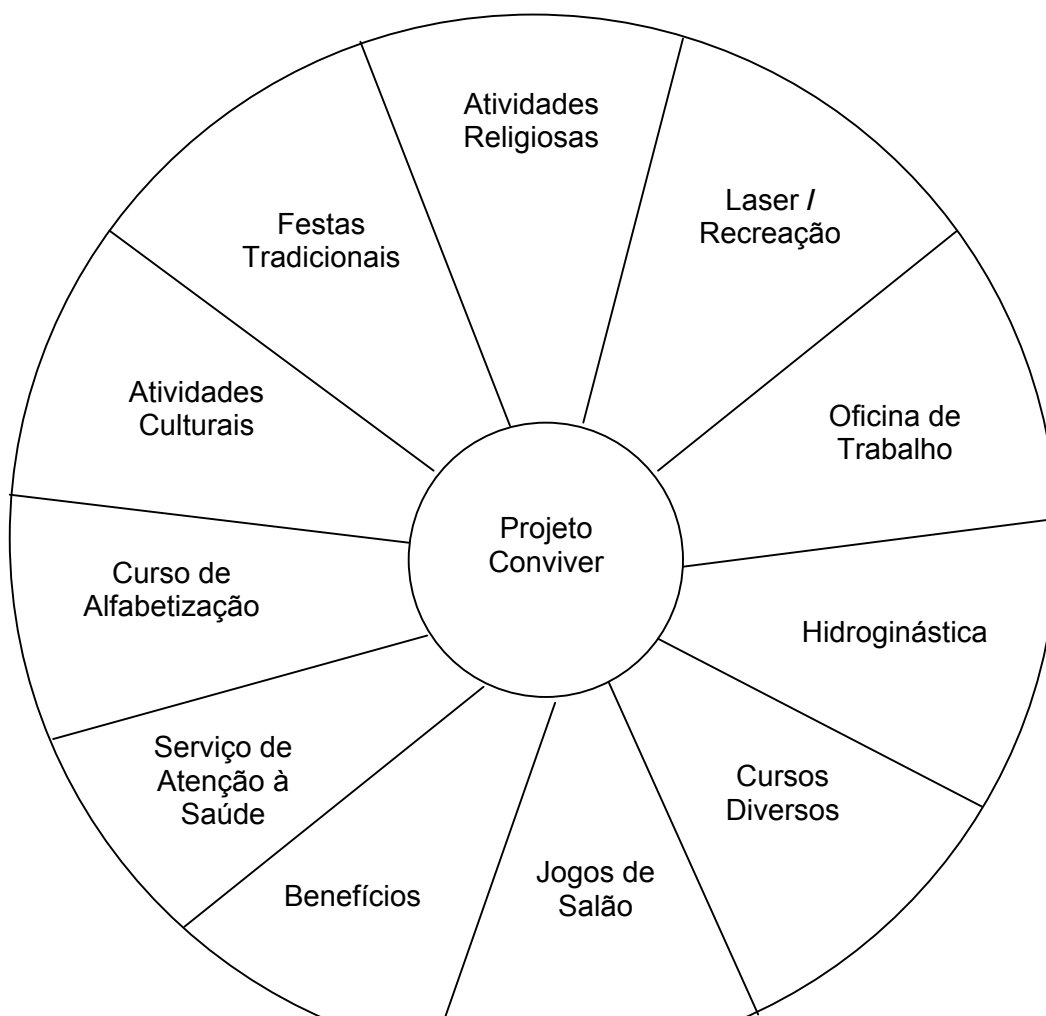 Atividades
Religiosas
Laser /
Recreação
Festas
Tradicionais
Atividades
Culturais
Oficina de
Trabalho
Projeto
Conviver
Curso de
Alfabetização
Hidroginástica
Serviço de
Atenção à
Saúde
Cursos
Diversos
Benefícios
Jogos de
Salão